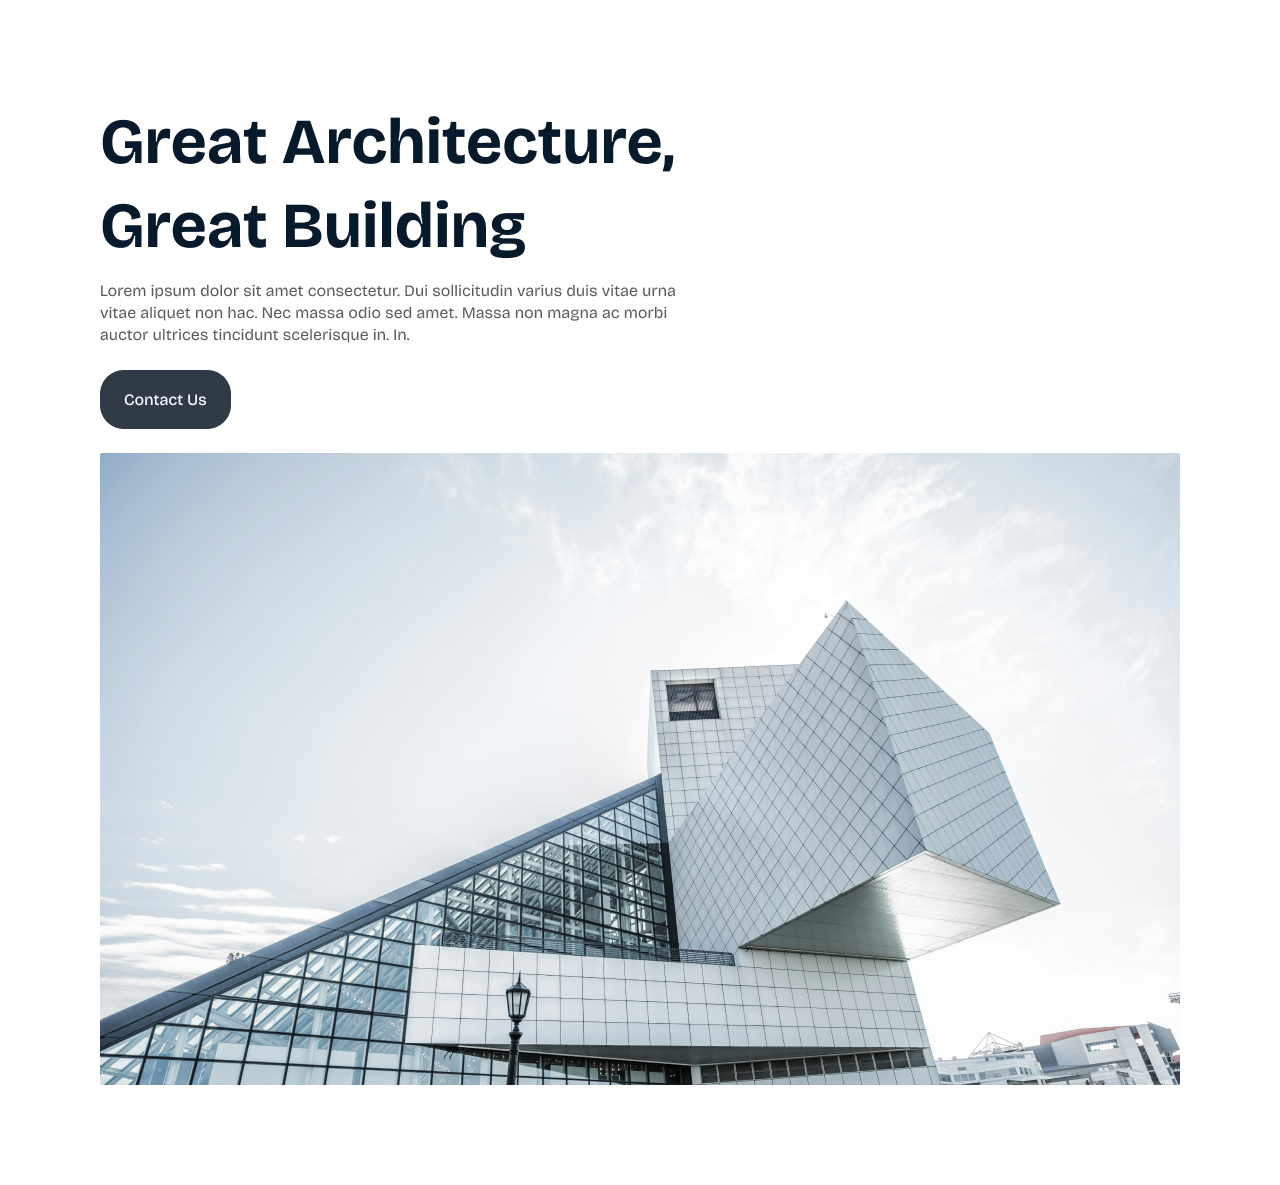 Great Architecture,
Great Building
Lorem ipsum dolor sit amet consectetur. Dui sollicitudin varius duis vitae urna
vitae aliquet non hac. Nec massa odio sed amet. Massa non magna ac morbi
auctor ultrices tincidunt scelerisque in. In.
Contact Us